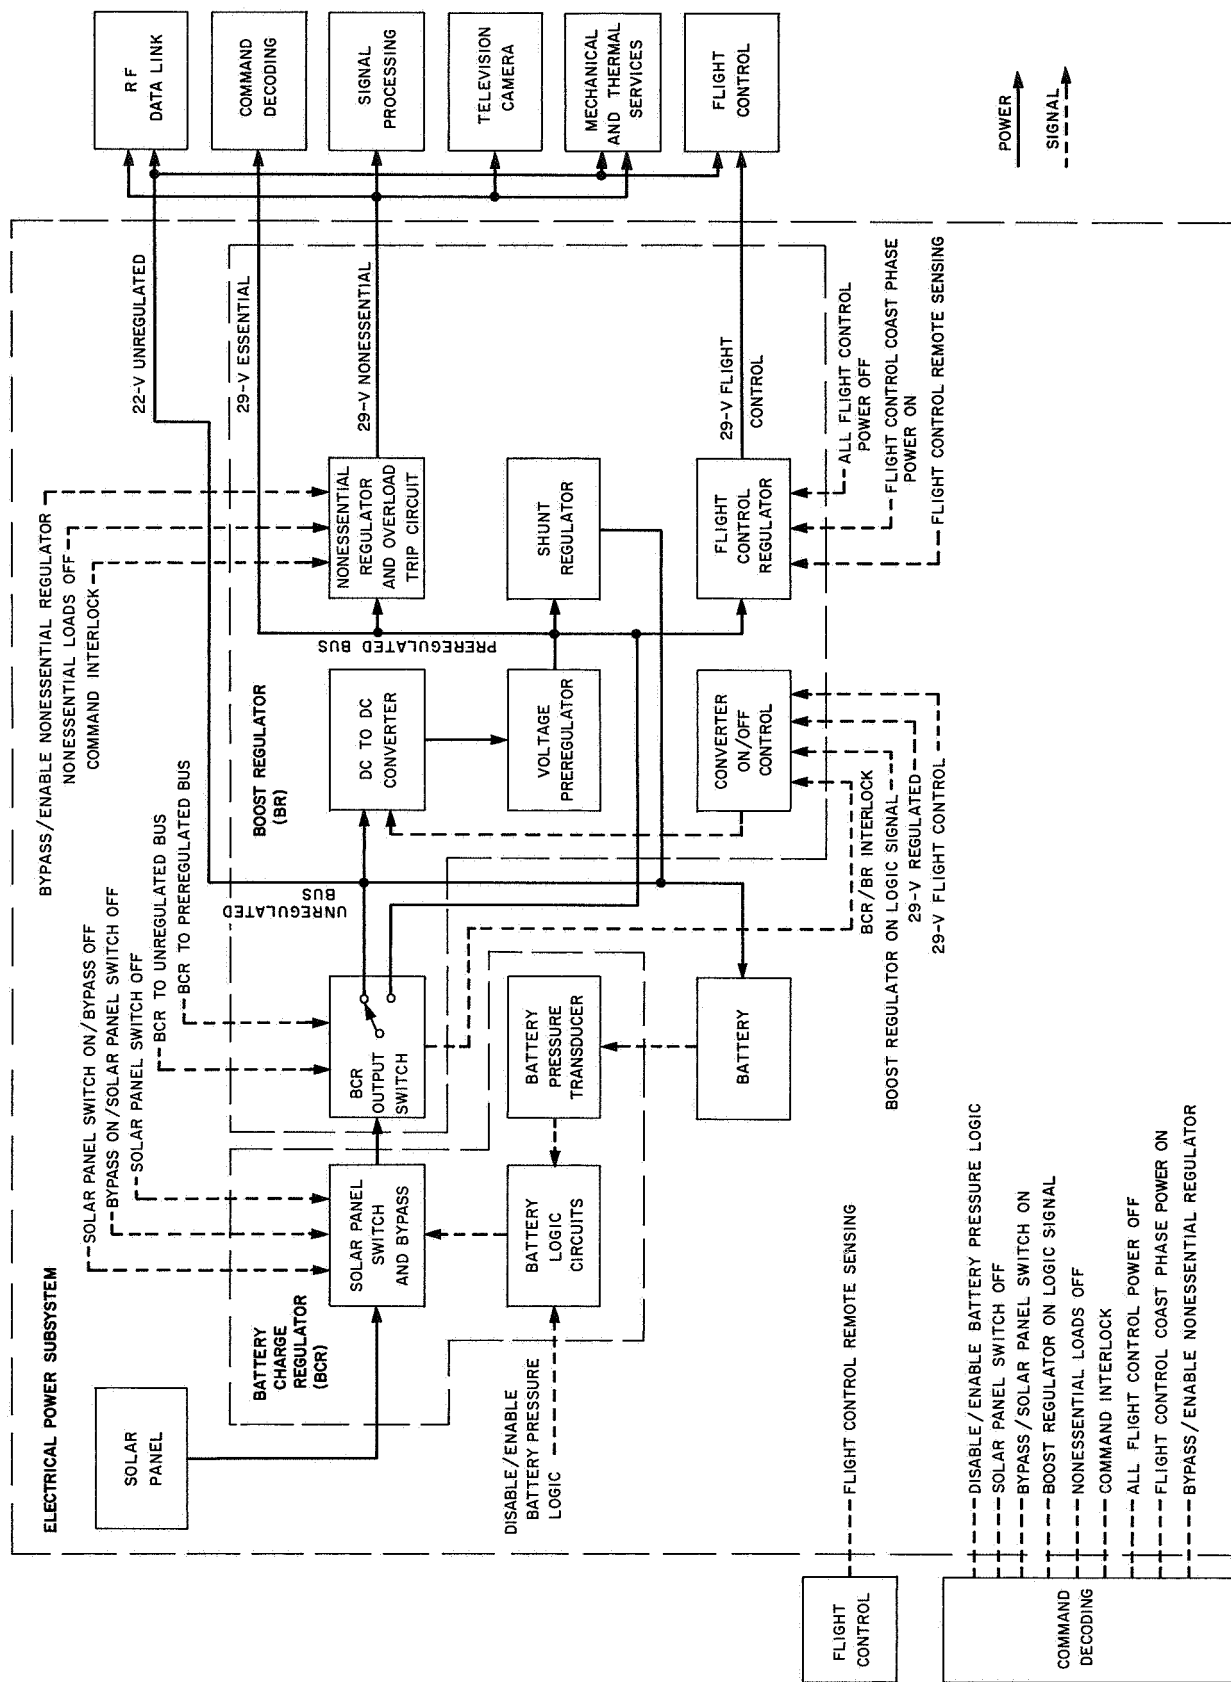 ELECTRICAL POWER SUBSYSTEM
SOLAR
PANEL
BATTERY
CHARGE
REGULATOR
(BCR)
SOLAR PANEL SWITCH ON/BYPASS OFF
BYPASS ON/SOLAR PANEL SWITCH OFF
SOLAR PANEL SWITCH OFF
SOLAR PANEL
SWITCH
AND BYPASS
BATTERY
LOGIC
CIRCUITS
DISABLE/ENABLE
BATTERY PRESSURE
LOGIC
BCR TO UNREGULATED BUS
BCR TO PREREGULATED BUS
BCR
OUTPUT
SWITCH
BATTERY
PRESSURE
TRANSDUCER
BATTERY
UNREGULATED
BUS
BYPASS/ENABLE NONESSENTIAL REGULATOR
NONESSENTIAL LOADS OFF
COMMAND INTERLOCK
BOOST REGULATOR
(BR)
DC TO DC
CONVERTER
VOLTAGE
PREREGULATOR
CONVERTER
ON/OFF
CONTROL
BCR/BR INTERLOCK
BOOST REGULATOR ON LOGIC SIGNAL
29-V REGULATED
29-V FLIGHT CONTROL
PREREGULATED
BUS
NONESSENTIAL
REGULATOR
AND OVERLOAD
TRIP CIRCUIT
SHUNT
REGULATOR
FLIGHT
CONTROL
REGULATOR
ALL FLIGHT CONTROL
POWER OFF
FLIGHT CONTROL COAST PHASE
POWER ON
FLIGHT CONTROL REMOTE SENSING
22-V UNREGULATED
29-V ESSENTIAL
29-V NONESSENTIAL
29-V FLIGHT
CONTROL
RF
DATA LINK
COMMAND
DECODING
SIGNAL
PROCESSING
TELEVISION
CAMERA
MECHANICAL
AND THERMAL
SERVICES
FLIGHT
CONTROL
POWER
SIGNAL
FLIGHT
CONTROL
FLIGHT CONTROL REMOTE SENSING
COMMAND
DECODING
DISABLE/ENABLE BATTERY PRESSURE LOGIC
SOLAR PANEL SWITCH OFF
BYPASS/SOLAR PANEL SWITCH ON
BOOST REGULATOR ON LOGIC SIGNAL
NONESSENTIAL LOADS OFF
COMMAND INTERLOCK
ALL FLIGHT CONTROL POWER OFF
FLIGHT CONTROL COAST PHASE POWER ON
BYPASS/ENABLE NONESSENTIAL REGULATOR